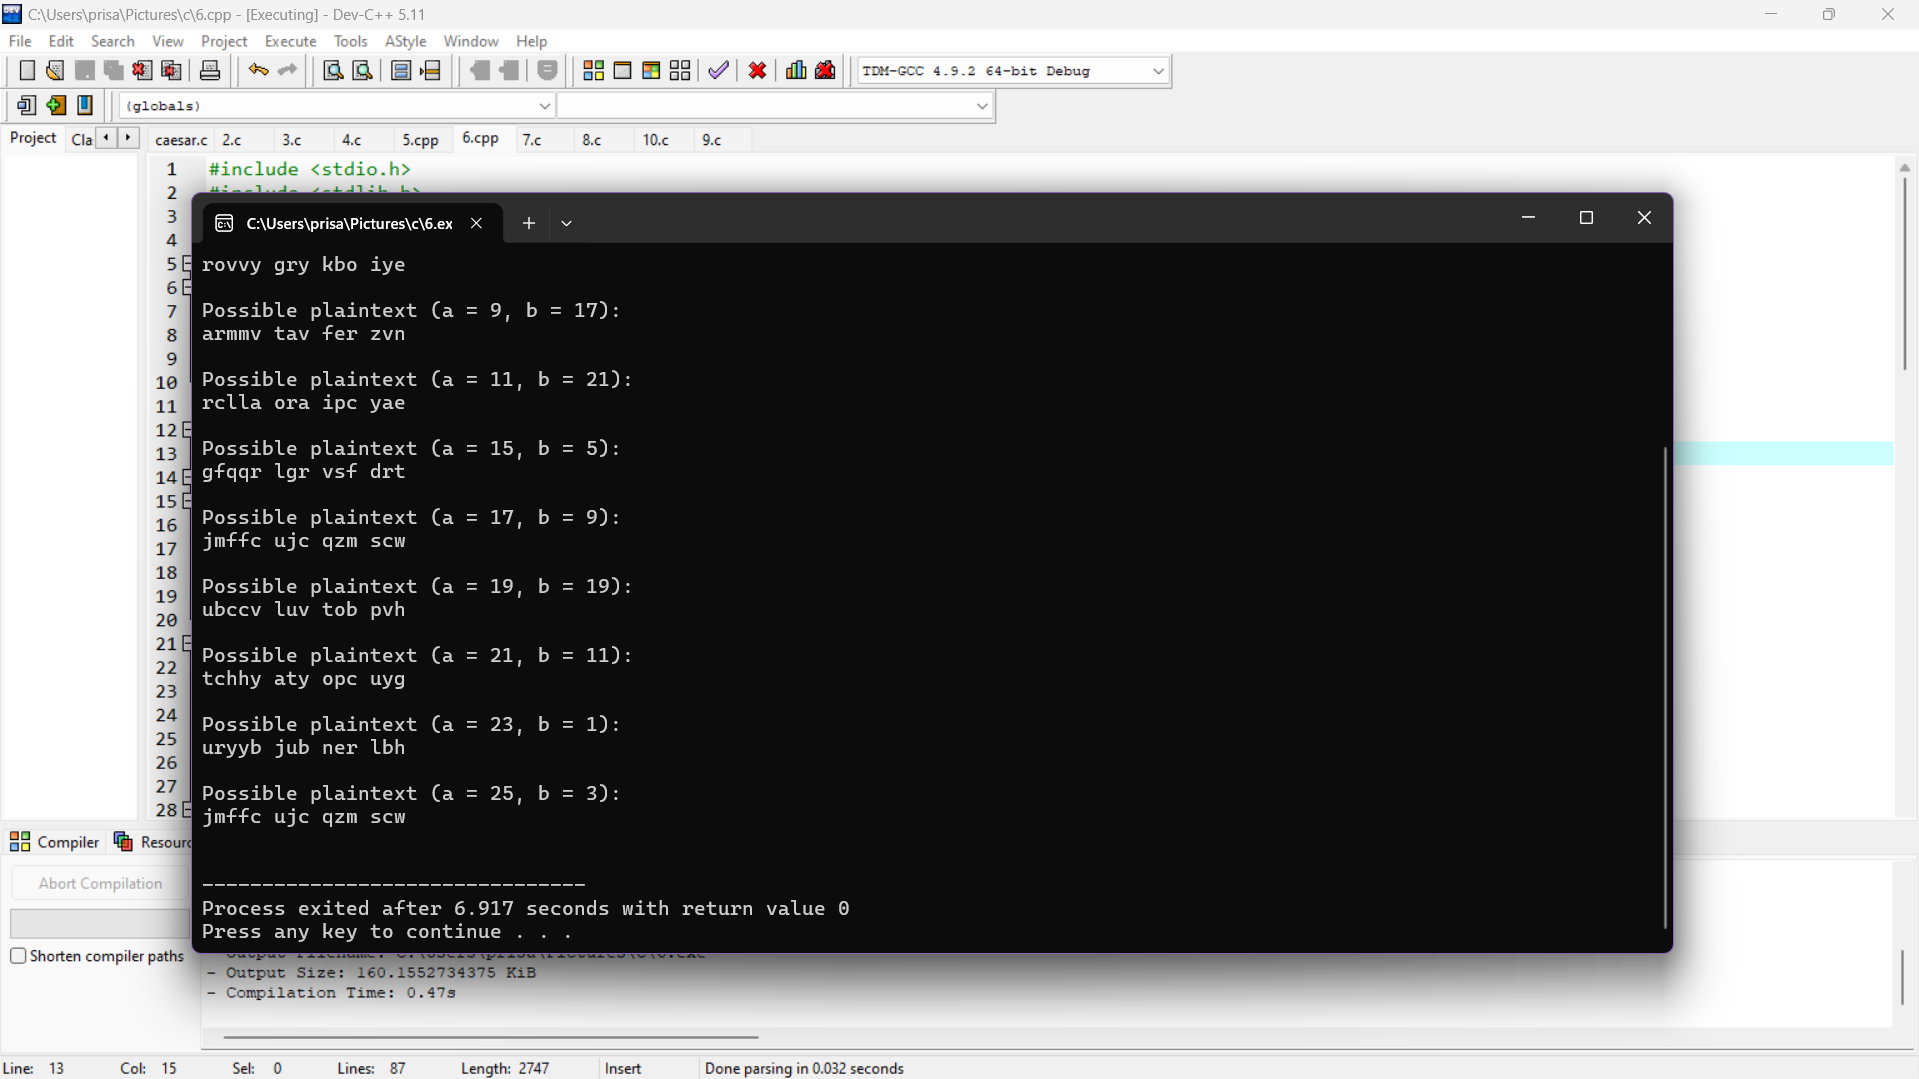 C:\Users\prisa\Pictures\c\6.cpp - [Executing] - Dev-C++ 5.11
File Edit Search View Project Execute Tools AStyle Window Help
TDM-GCC 4.9.2 64-bit Debug
(globals)
Project Cla caesar.c 2.c 3.c 4.c 5.cpp 6.cpp 7.c 8.c 10.c 9.c
1 #include <stdio.h>
2 #include <stdlib.h>
3
4
5
6
7
8
9
10
11
12
13
14
15
16
17
18
19
20
21
22
23
24
25
26
27
28
C:\Users\prisa\Pictures\c\6.ex
rovvy gry kbo iye
Possible plaintext (a = 9, b = 17):
armmv tav fer zvn
Possible plaintext (a = 11, b = 21):
rclla ora ipc yae
Possible plaintext (a = 15, b = 5):
gfqqr lgr vsf drt
Possible plaintext (a = 17, b = 9):
jmffc ujc qzm scw
Possible plaintext (a = 19, b = 19):
ubccv luv tob pvh
Possible plaintext (a = 21, b = 11):
tchhy aty opc uyg
Possible plaintext (a = 23, b = 1):
uryyb jub ner lbh
Possible plaintext (a = 25, b = 3):
jmffc ujc qzm scw
--------------------------------
Process exited after 6.917 seconds with return value 0
Press any key to continue . . .
Compiler Resourc
Abort Compilation
Shorten compiler paths
- Output Filename: C:\Users\prisa\Pictures\c\6.exe
- Output Size: 160.1552734375 KiB
- Compilation Time: 0.47s
Line: 13 Col: 15 Sel: 0 Lines: 87 Length: 2747 Insert Done parsing in 0.032 seconds